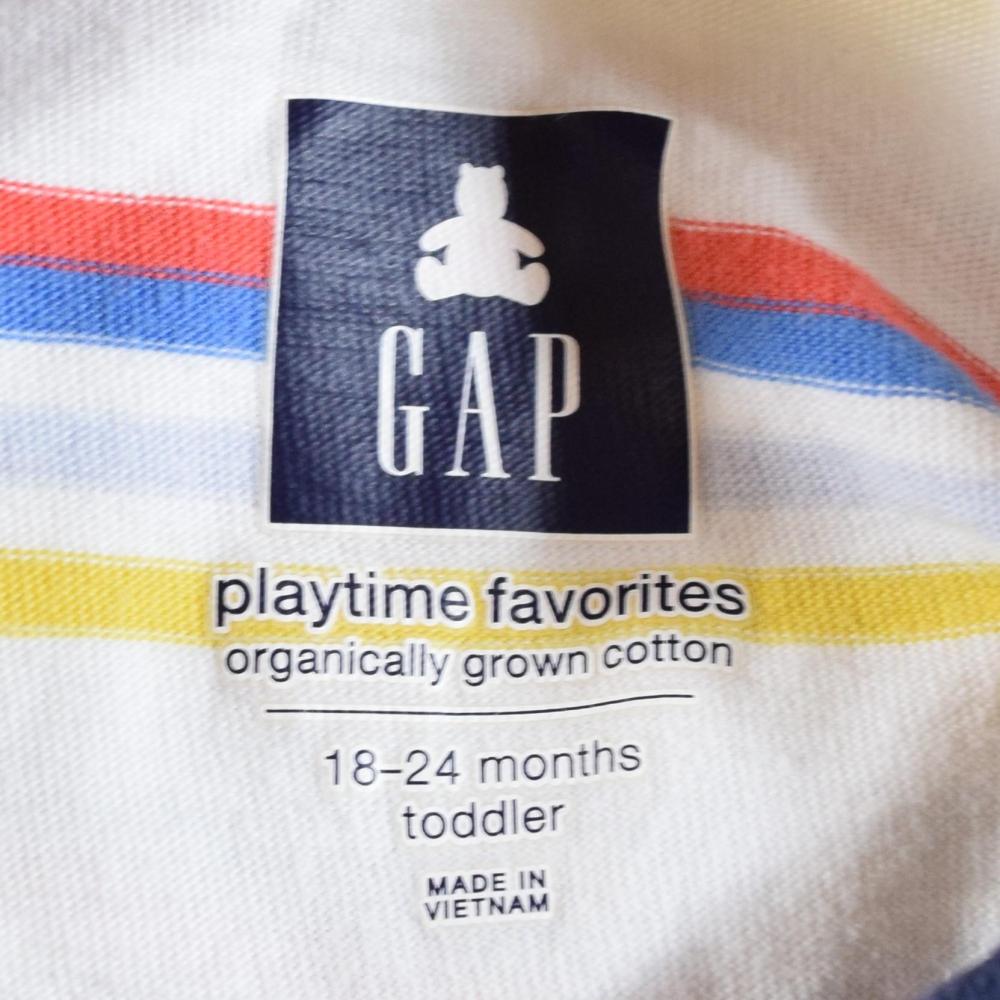 GAP
playtime favorites
organically grown cotton
18–24 months
toddler
MADE IN
VIETNAM